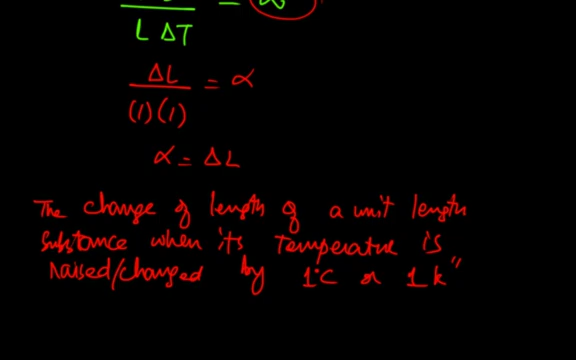 = α
L ΔT
ΔL
= α
(1)(1)
α = ΔL
The change of length of a unit length
substance when its temperature is
raised/changed by 1°C or 1 k"